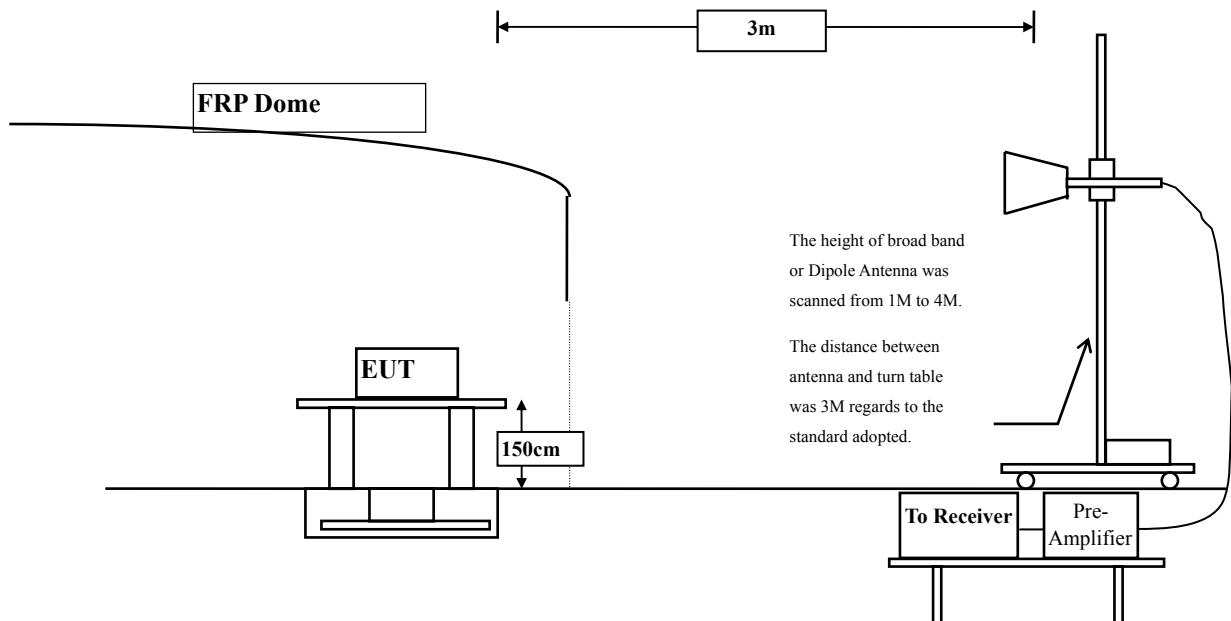 3m
FRP Dome
The height of broad band
or Dipole Antenna was
scanned from 1M to 4M.
The distance between
antenna and turn table
was 3M regards to the
standard adopted.
EUT
150cm
To Receiver
Pre-
Amplifier